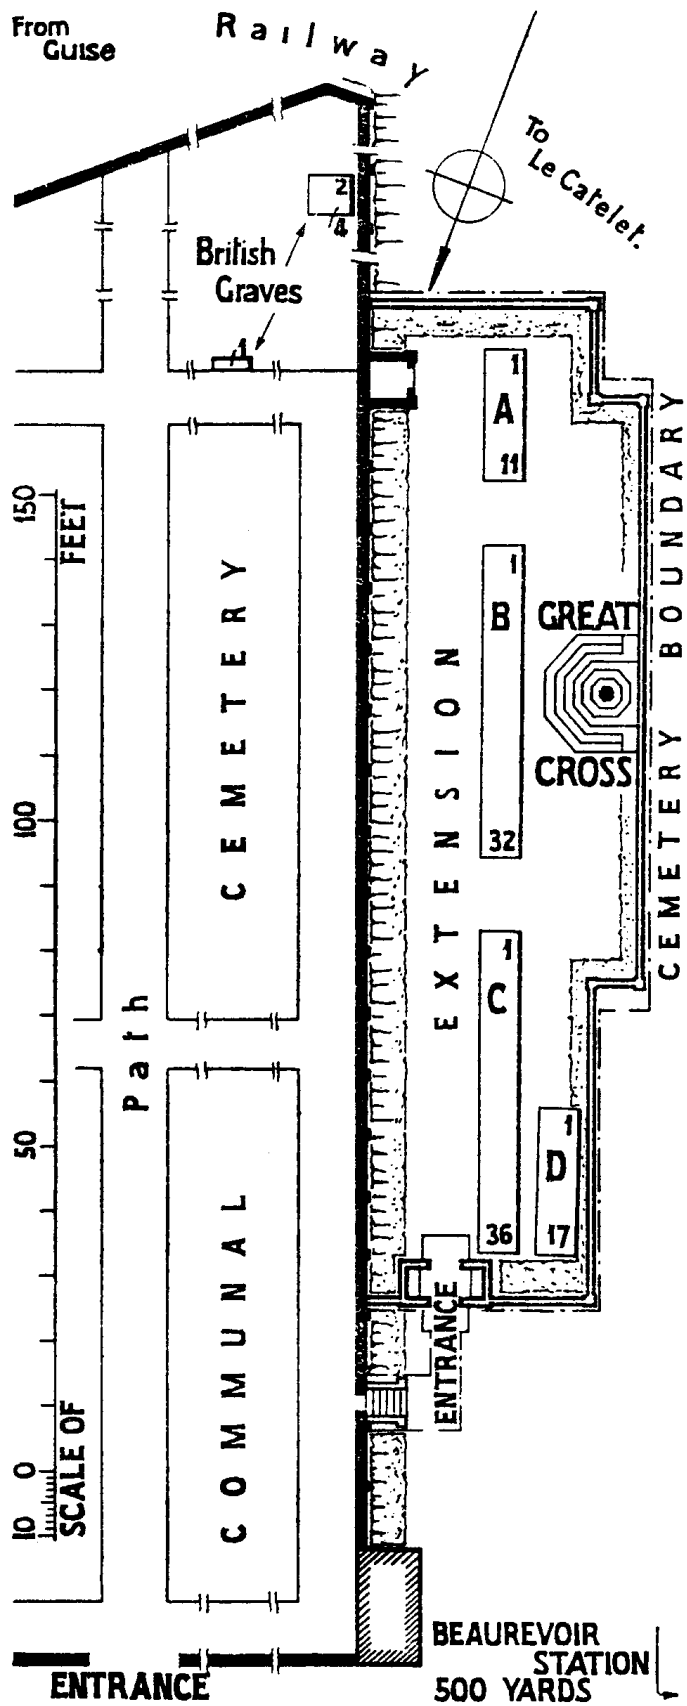 From
Guise
Railway
To
Le Catelet.
2
4
British
Graves
1
1
A
11
150
FEET
CEMETERY
BOUNDARY
1
B
GREAT
CROSS
32
100
EXTENSION
CEMETERY
1
C
Path
50
1
D
36
17
COMMUNAL
ENTRANCE
0
10
SCALE OF
BEAUREVOIR
STATION
500 YARDS
ENTRANCE